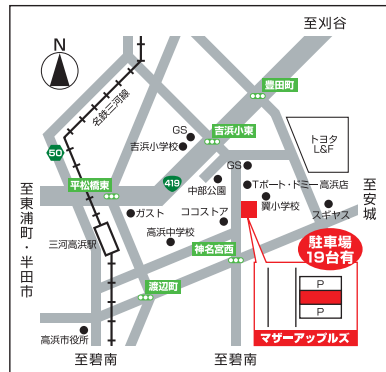 至刈谷
N
豊田町
名鉄三河線
GS
吉浜小東
吉浜小学校
トヨタ
L&F
50
GS
419
中部公園
Tポート・ドミー高浜店
平松橋東
翼小学校
至安城
ガスト
ココストア
スギヤス
至東浦町・半田市
高浜中学校
駐車場
19台有
三河高浜駅
神名宮西
渡辺町
P
P
高浜市役所
マザーアップルズ
至碧南
至碧南